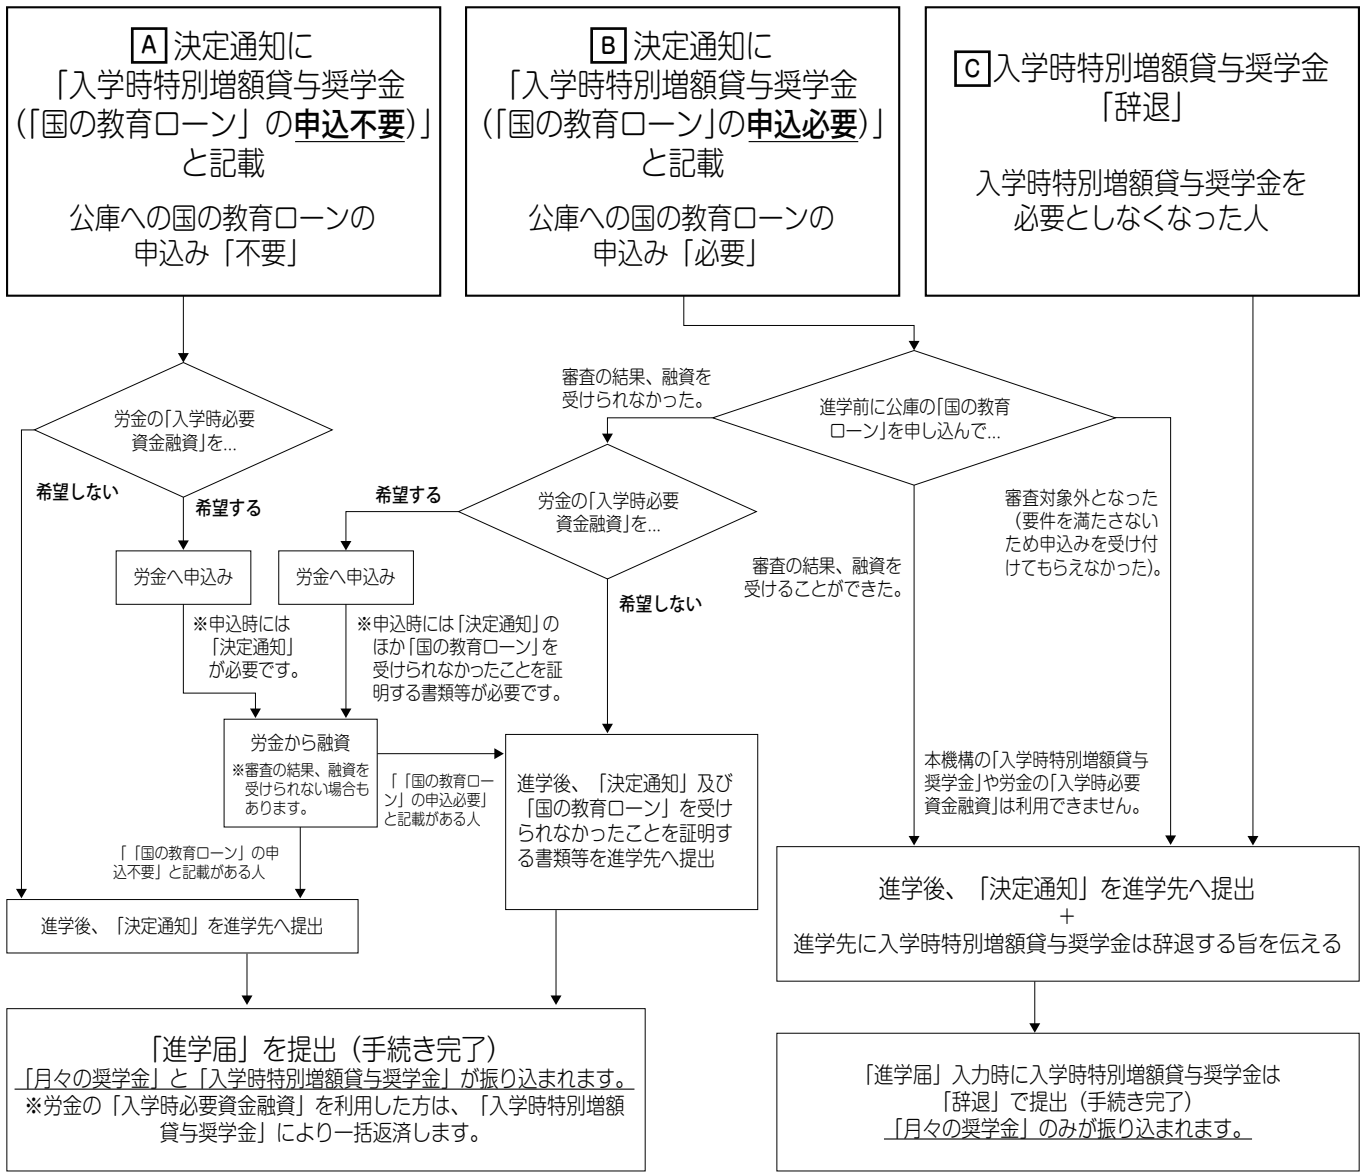 A 決定通知に
「入学時特別増額貸与奨学金
(「国の教育ローン」の申込不要)」
と記載
公庫への国の教育ローンの
申込み「不要」
B 決定通知に
「入学時特別増額貸与奨学金
(「国の教育ローン」の申込必要)」
と記載
公庫への国の教育ローンの
申込み「必要」
C 入学時特別増額貸与奨学金
「辞退」
入学時特別増額貸与奨学金を
必要としなくなった人
労金の「入学時必要
資金融資」を...
希望しない
希望する
審査の結果、融資を
受けられなかった。
進学前に公庫の「国の教育
ローン」を申し込んで...
労金の「入学時必要
資金融資」を...
希望する
希望しない
審査の結果、融資を
受けることができた。
審査対象外となった
(要件を満たさない
ため申込みを受け付
けてもらえなかった)。
労金へ申込み
労金へ申込み
※申込時には
「決定通知」
が必要です。
※申込時には「決定通知」の
ほか「国の教育ローン」を
受けられなかったことを証
明する書類等が必要です。
労金から融資
※審査の結果、融資を
受けられない場合も
あります。
「「国の教育ロー
ン」の申込必要」
と記載がある人
「「国の教育ローン」の申
込不要」と記載がある人
進学後、「決定通知」及び
「国の教育ローン」を受け
られなかったことを証明す
る書類等を進学先へ提出
本機構の「入学時特別増額貸与
奨学金」や労金の「入学時必要
資金融資」は利用できません。
進学後、「決定通知」を進学先へ提出
進学後、「決定通知」を進学先へ提出
+
進学先に入学時特別増額貸与奨学金は辞退する旨を伝える
「進学届」を提出(手続き完了)
「月々の奨学金」と「入学時特別増額貸与奨学金」が振り込まれます。
※労金の「入学時必要資金融資」を利用した方は、「入学時特別増額
貸与奨学金」により一括返済します。
「進学届」入力時に入学時特別増額貸与奨学金は
「辞退」で提出(手続き完了)
「月々の奨学金」のみが振り込まれます。